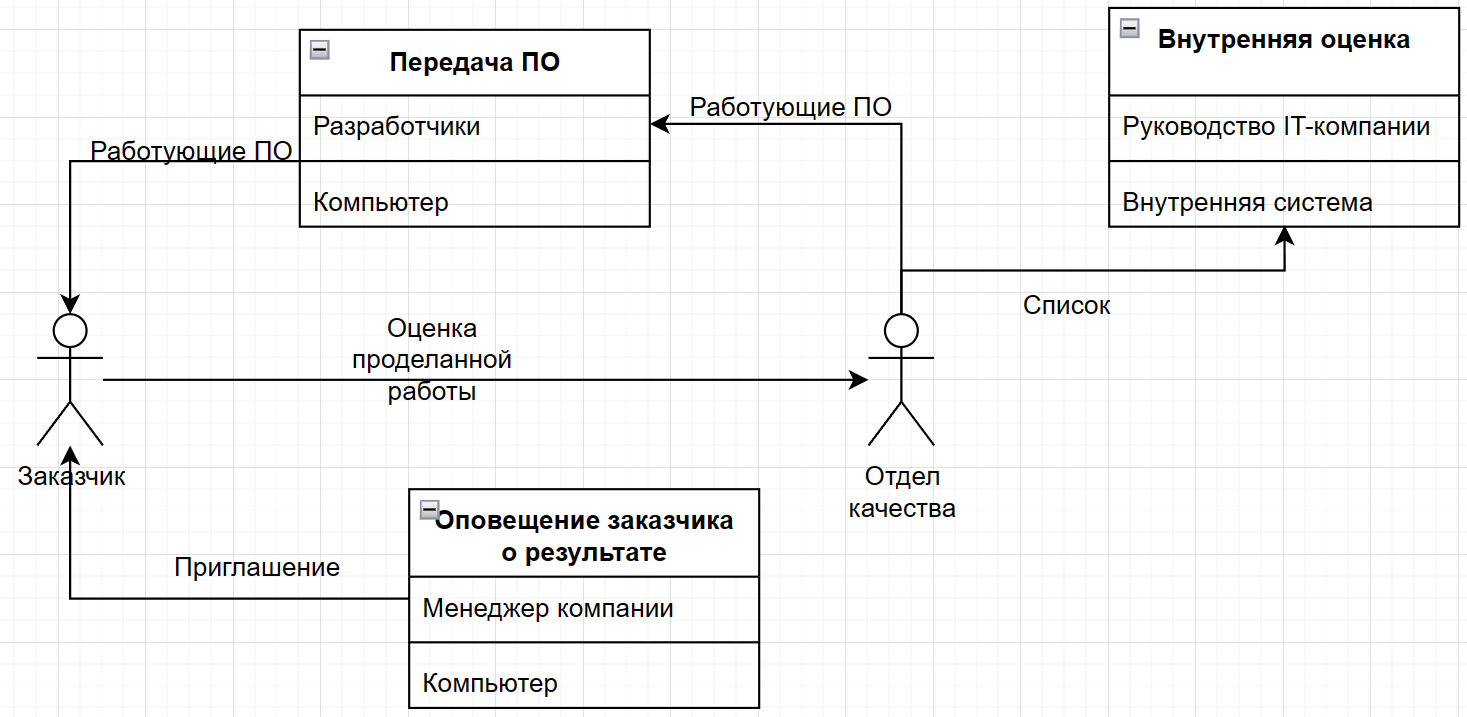 Передача ПО
Разработчики
Компьютер
Внутренняя оценка
Руководство IT-компании
Внутренняя система
Работующие ПО
Работующие ПО
Список
Оценка
проделанной
работы
Заказчик
Отдел
качества
Оповещение заказчика
о результате
Менеджер компании
Компьютер
Приглашение